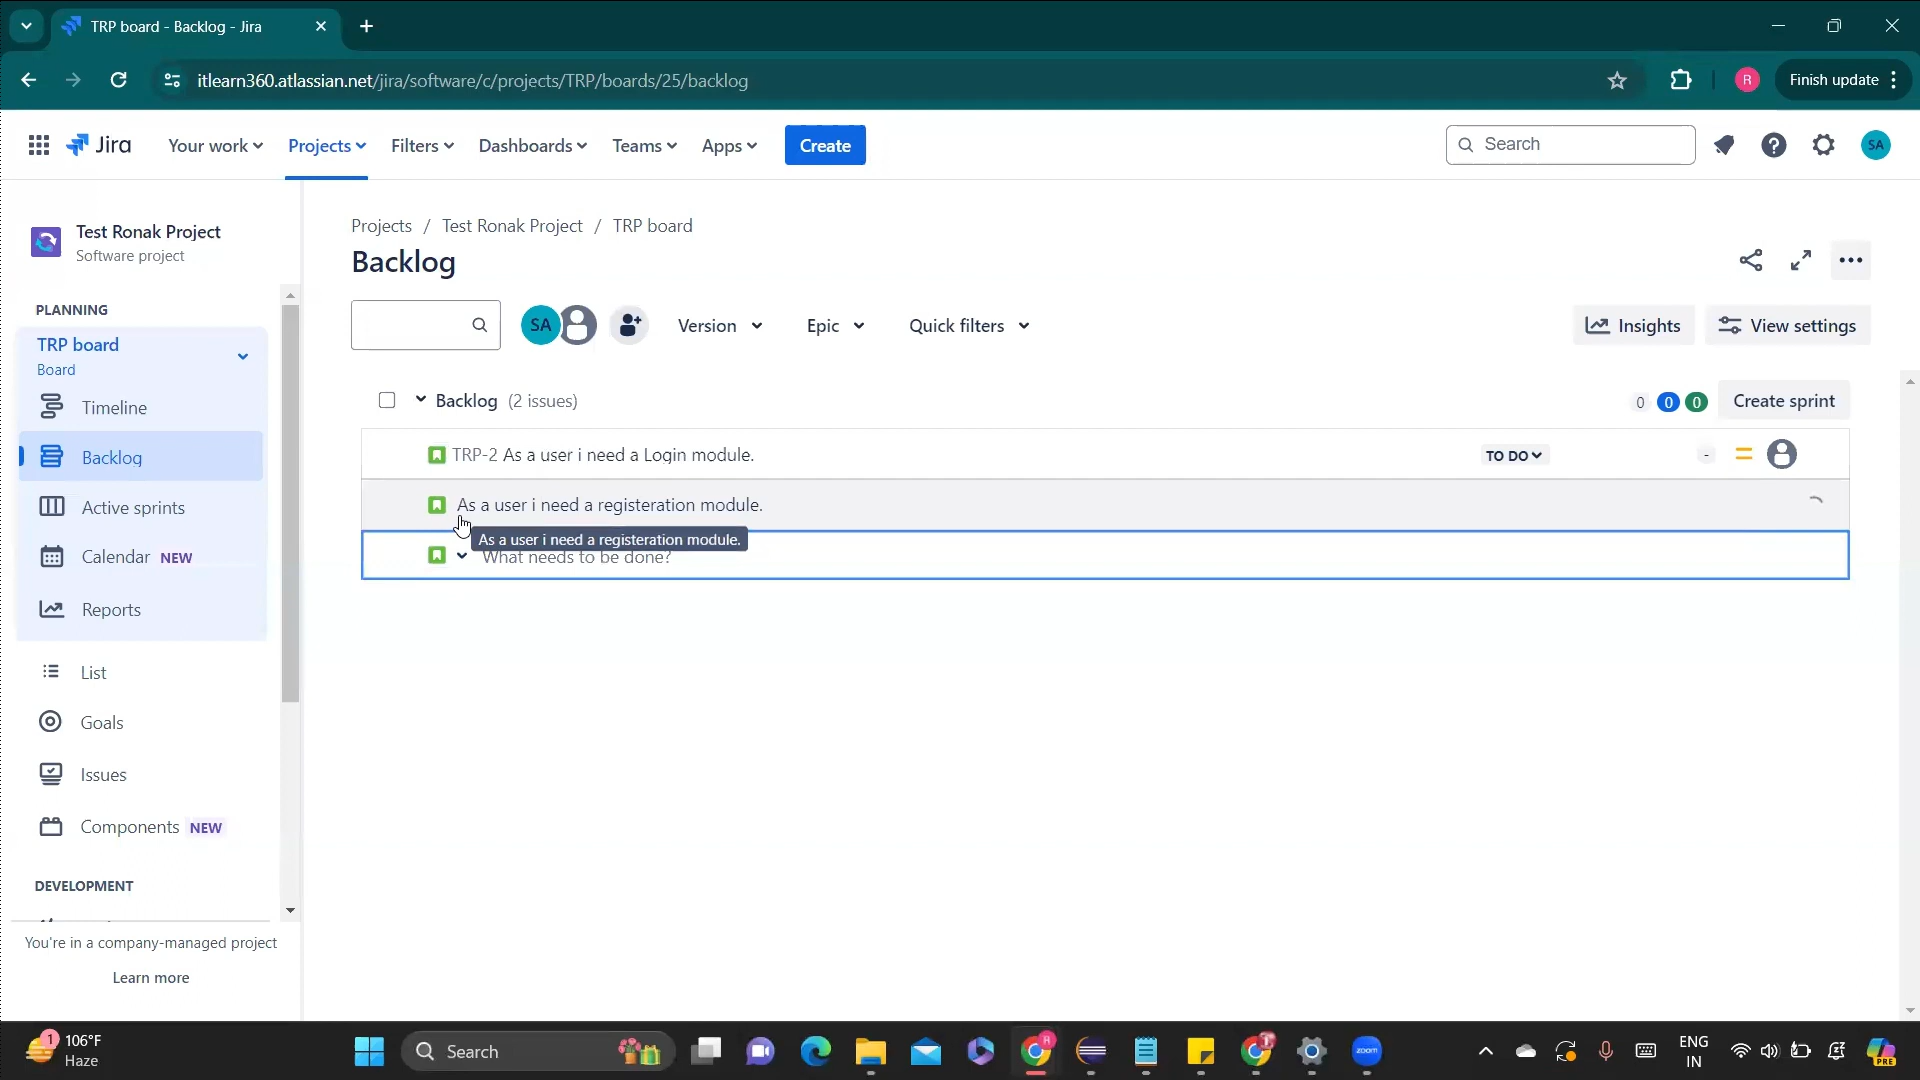 TRP board - Backlog - Jira
itlearn360.atlassian.net/jira/software/c/projects/TRP/boards/25/backlog
R
Finish update
Jira
Your work
Projects
Filters
Dashboards
Teams
Apps
Create
Search
SA
Test Ronak Project
Software project
PLANNING
TRP board
Board
Timeline
Backlog
Active sprints
Calendar NEW
Reports
List
Goals
Issues
Components NEW
DEVELOPMENT
You're in a company-managed project
Learn more
Projects / Test Ronak Project / TRP board
Backlog
SA
Version
Epic
Quick filters
Insights
View settings
Backlog (2 issues)
0 0 0
Create sprint
TRP-2 As a user i need a Login module.
TO DO
-
As a user i need a registeration module.
As a user i need a registeration module.
What needs to be done?
1
106°F
Haze
Search
R
T
zoom
ENG
IN
PRE